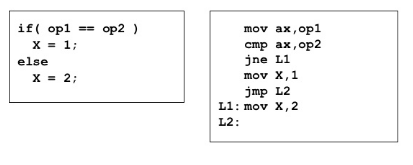 if( op1 == op2 )
  X = 1;
else
  X = 2;
    mov ax,op1
    cmp ax,op2
    jne L1
    mov X,1
    jmp L2
L1: mov X,2
L2: